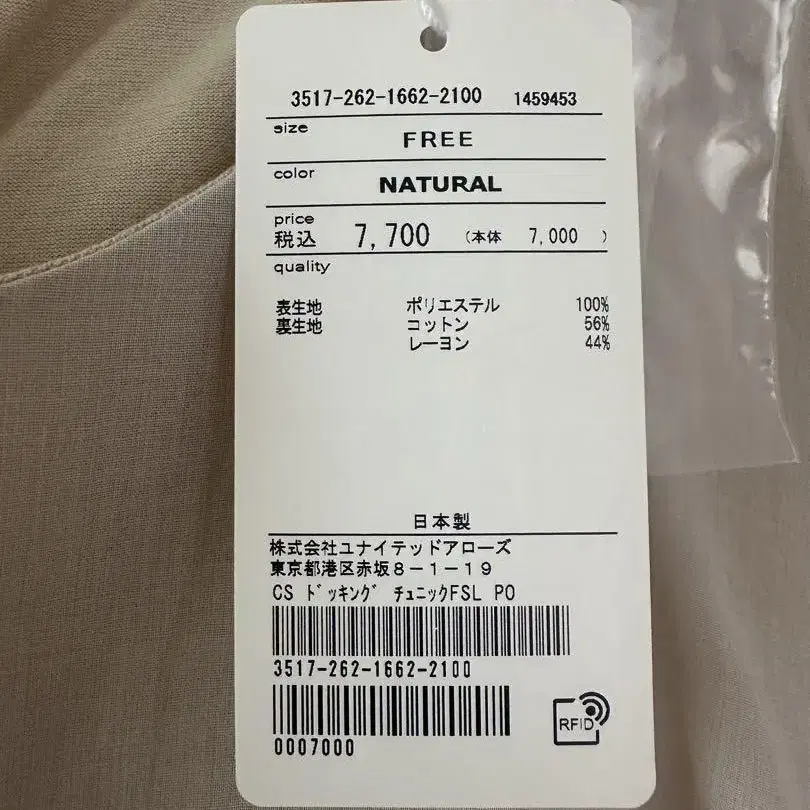 3517-262-1662-2100 1459453
size
FREE
color
NATURAL
price
税込 7,700 (本体 7,000 )
quality
表生地 ポリエステル 100%
裏生地 コットン 56%
レーヨン 44%
日本製
株式会社ユナイテッドアローズ
東京都港区赤坂8-1-19
CS ﾄﾞｯｷﾝｸﾞ ﾁｭﾆｯｸFSL PO
3517-262-1662-2100
0007000
RFID